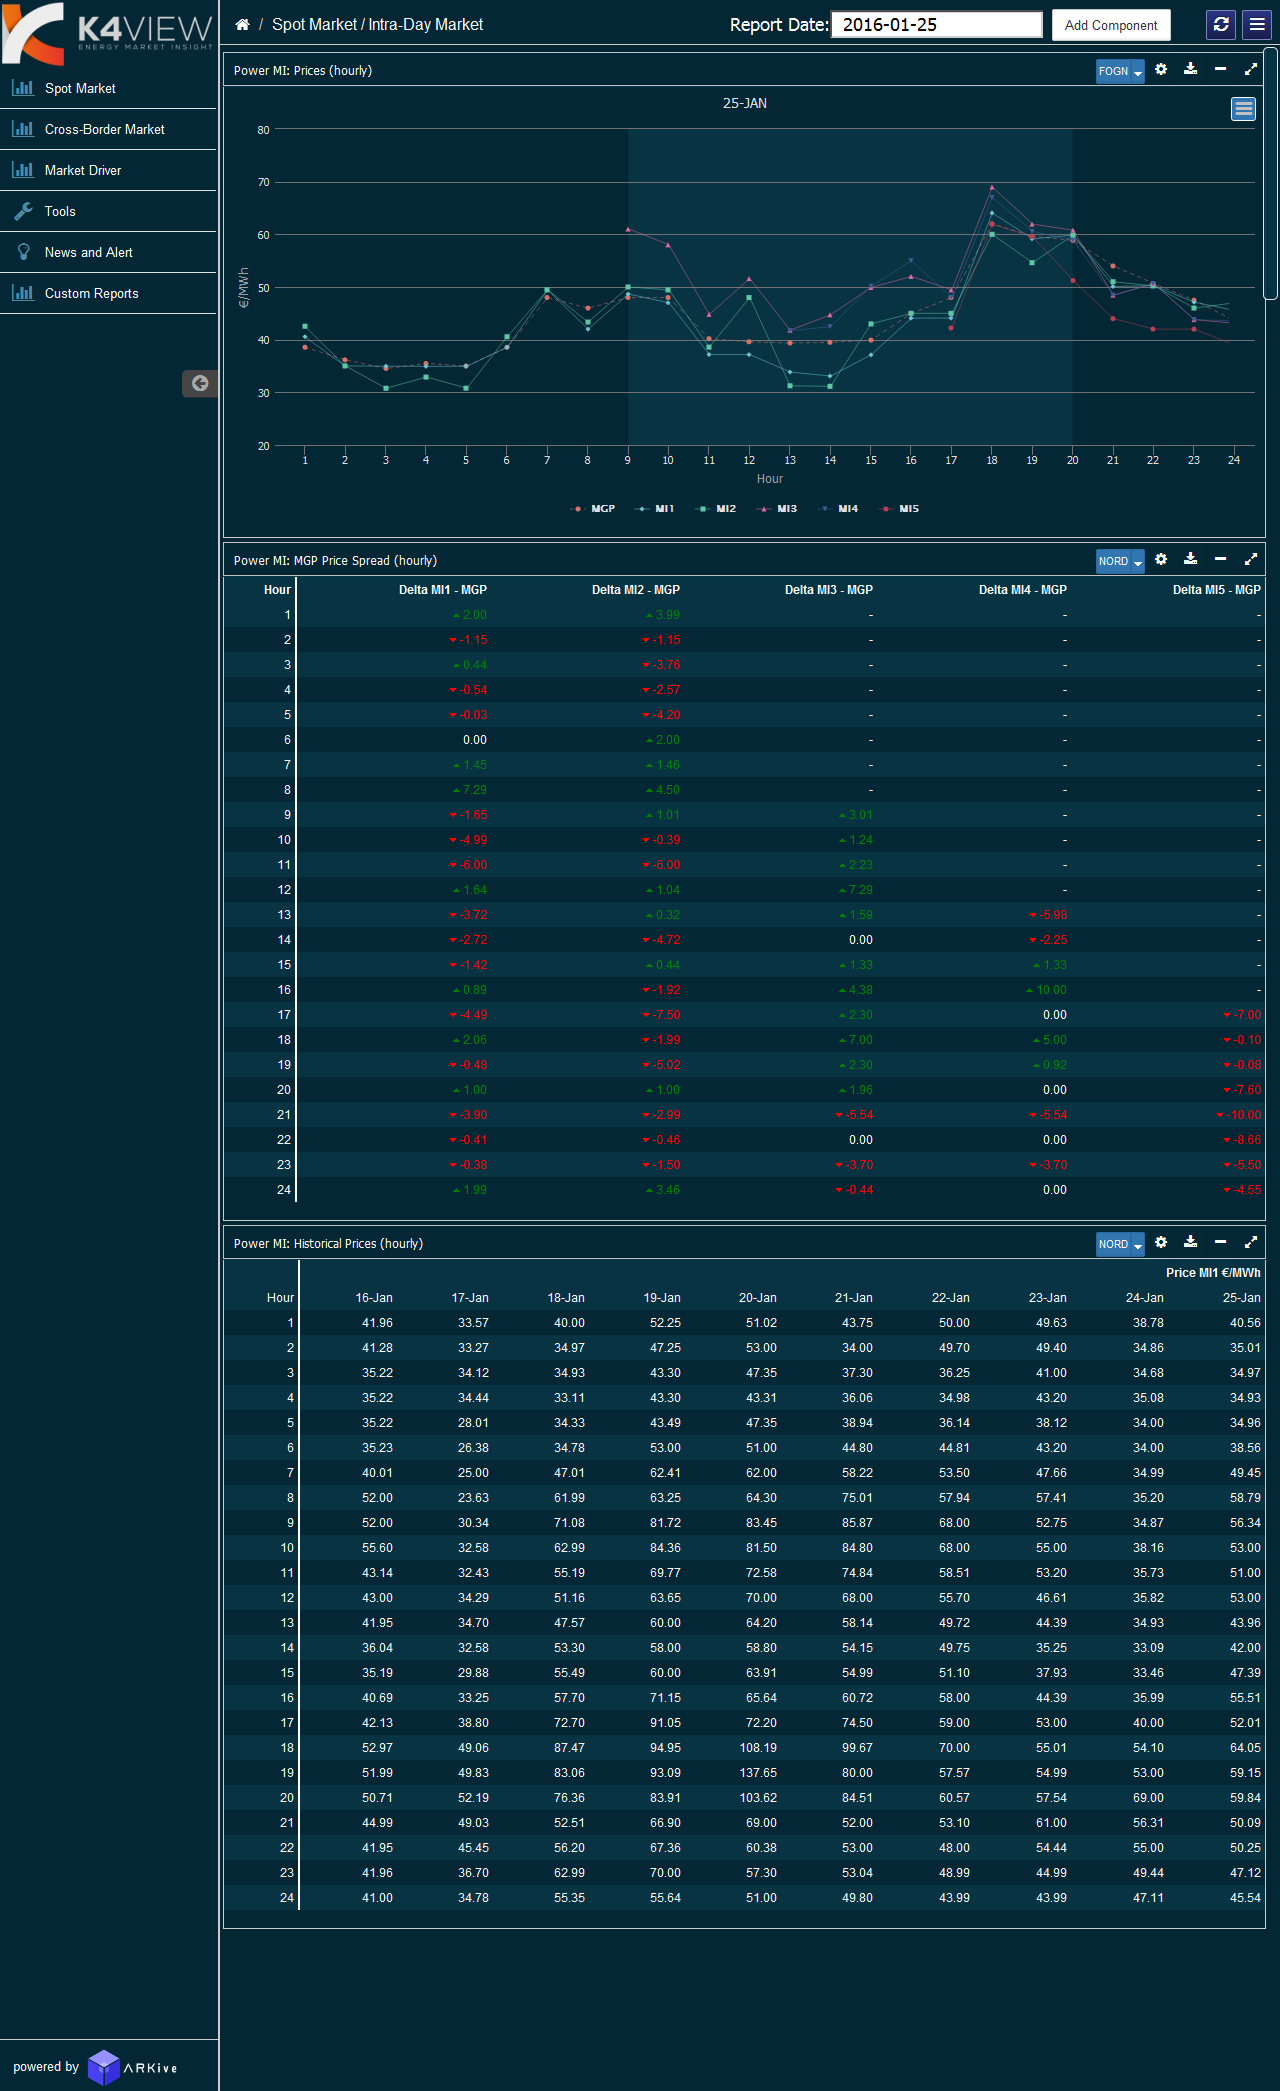 K4VIEW
ENERGY MARKET INSIGHT
/ Spot Market / Intra-Day Market
Report Date: 2016-01-25 Add Component
Spot Market
Cross-Border Market
Market Driver
Tools
News and Alert
Custom Reports
Power MI: Prices (hourly) FOGN
25-JAN
€/MWh
80
70
60
50
40
30
20
1 2 3 4 5 6 7 8 9 10 11 12 13 14 15 16 17 18 19 20 21 22 23 24
Hour
MGP MI1 MI2 MI3 MI4 MI5
Power MI: MGP Price Spread (hourly) NORD
Hour Delta MI1 - MGP Delta MI2 - MGP Delta MI3 - MGP Delta MI4 - MGP Delta MI5 - MGP
1 2.00 3.99 - - -
2 -1.15 -1.15 - - -
3 0.44 -3.76 - - -
4 -0.54 -2.57 - - -
5 -0.03 -4.20 - - -
6 0.00 2.00 - - -
7 1.45 1.46 - - -
8 7.29 4.50 - - -
9 -1.65 1.01 3.01 - -
10 -4.99 -0.39 1.24 - -
11 -6.00 -6.00 2.23 - -
12 1.64 1.04 7.29 - -
13 -3.72 0.32 1.59 -5.98 -
14 -2.72 -4.72 0.00 -2.25 -
15 -1.42 0.44 1.33 1.33 -
16 0.89 -1.92 4.38 10.00 -
17 -4.49 -7.50 2.30 0.00 -7.00
18 2.06 -1.99 7.00 5.00 -0.10
19 -0.48 -5.02 2.30 0.92 -0.08
20 1.00 1.00 1.96 0.00 -7.60
21 -3.90 -2.99 -5.54 -5.54 -10.00
22 -0.41 -0.46 0.00 0.00 -8.66
23 -0.38 -1.50 -3.70 -3.70 -5.50
24 1.99 3.46 -0.44 0.00 -4.55
Power MI: Historical Prices (hourly) NORD
Price MI1 €/MWh
Hour 16-Jan 17-Jan 18-Jan 19-Jan 20-Jan 21-Jan 22-Jan 23-Jan 24-Jan 25-Jan
1 41.96 33.57 40.00 52.25 51.02 43.75 50.00 49.63 38.78 40.56
2 41.28 33.27 34.97 47.25 53.00 34.00 49.70 49.40 34.86 35.01
3 35.22 34.12 34.93 43.30 47.35 37.30 36.25 41.00 34.68 34.97
4 35.22 34.44 33.11 43.30 43.31 36.06 34.98 43.20 35.08 34.93
5 35.22 28.01 34.33 43.49 47.35 38.94 36.14 38.12 34.00 34.96
6 35.23 26.38 34.78 53.00 51.00 44.80 44.81 43.20 34.00 38.56
7 40.01 25.00 47.01 62.41 62.00 58.22 53.50 47.66 34.99 49.45
8 52.00 23.63 61.99 63.25 64.30 75.01 57.94 57.41 35.20 58.79
9 52.00 30.34 71.08 81.72 83.45 85.87 68.00 52.75 34.87 56.34
10 55.60 32.58 62.99 84.36 81.50 84.80 68.00 55.00 38.16 53.00
11 43.14 32.43 55.19 69.77 72.58 74.84 58.51 53.20 35.73 51.00
12 43.00 34.29 51.16 63.65 70.00 68.00 55.70 46.61 35.82 53.00
13 41.95 34.70 47.57 60.00 64.20 58.14 49.72 44.39 34.93 43.96
14 36.04 32.58 53.30 58.00 58.80 54.15 49.75 35.25 33.09 42.00
15 35.19 29.88 55.49 60.00 63.91 54.99 51.10 37.93 33.46 47.39
16 40.69 33.25 57.70 71.15 65.64 60.72 58.00 44.39 35.99 55.51
17 42.13 38.80 72.70 91.05 72.20 74.50 59.00 53.00 40.00 52.01
18 52.97 49.06 87.47 94.95 108.19 99.67 70.00 55.01 54.10 64.05
19 51.99 49.83 83.06 93.09 137.65 80.00 57.57 54.99 53.00 59.15
20 50.71 52.19 76.36 83.91 103.62 84.51 60.57 57.54 69.00 59.84
21 44.99 49.03 52.51 66.90 69.00 52.00 53.10 61.00 56.31 50.09
22 41.95 45.45 56.20 67.36 60.38 53.00 48.00 54.44 55.00 50.25
23 41.96 36.70 62.99 70.00 57.30 53.04 48.99 44.99 49.44 47.12
24 41.00 34.78 55.35 55.64 51.00 49.80 43.99 43.99 47.11 45.54
powered by ARKive